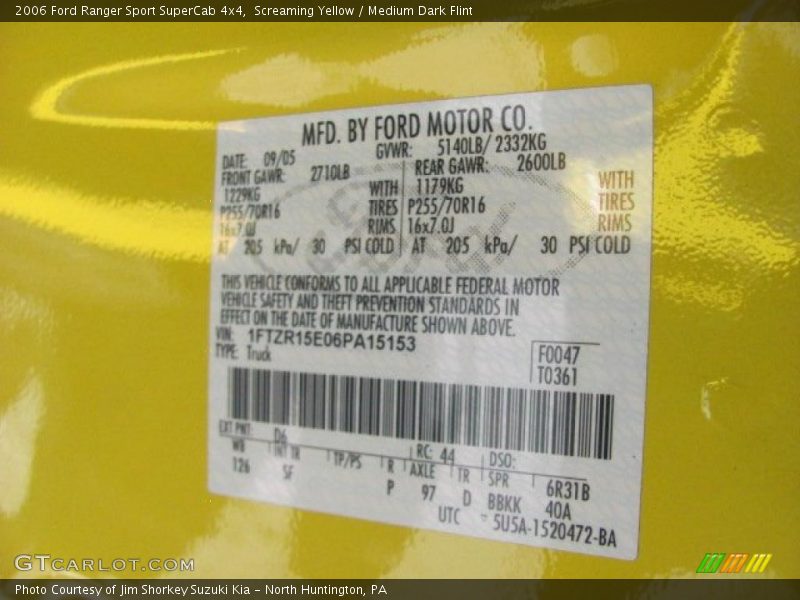 2006 Ford Ranger Sport SuperCab 4x4,  Screaming Yellow / Medium Dark Flint
MFD. BY FORD MOTOR CO.
DATE: 09/05 GVWR: 5140LB/ 2332KG
FRONT GAWR: 2710LB REAR GAWR: 2600LB
1229KG WITH 1179KG WITH
P255/70R16 TIRES P255/70R16 TIRES
16x7.0J RIMS 16x7.0J RIMS
AT 205 kPa/ 30 PSI COLD AT 205 kPa/ 30 PSI COLD
THIS VEHICLE CONFORMS TO ALL APPLICABLE FEDERAL MOTOR
VEHICLE SAFETY AND THEFT PREVENTION STANDARDS IN
EFFECT ON THE DATE OF MANUFACTURE SHOWN ABOVE.
VIN: 1FTZR15E06PA15153
TYPE: Truck
F0047
T0361
EXT PNT: D6 RC: 44 DSO:
WB INT TR TP/PS R AXLE TR SPR 6R31B
126 SF P 97 D BBKK 40A
UTC 5U5A-1520472-BA
GTCARLOT.COM
Photo Courtesy of Jim Shorkey Suzuki Kia - North Huntington, PA